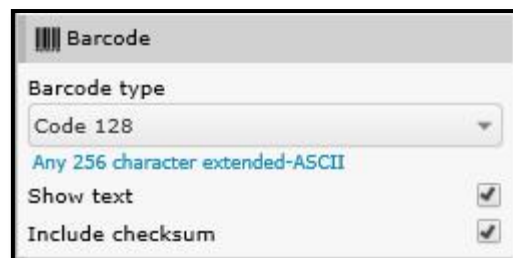 Barcode
Barcode type
Code 128
Any 256 character extended-ASCII
Show text
Include checksum